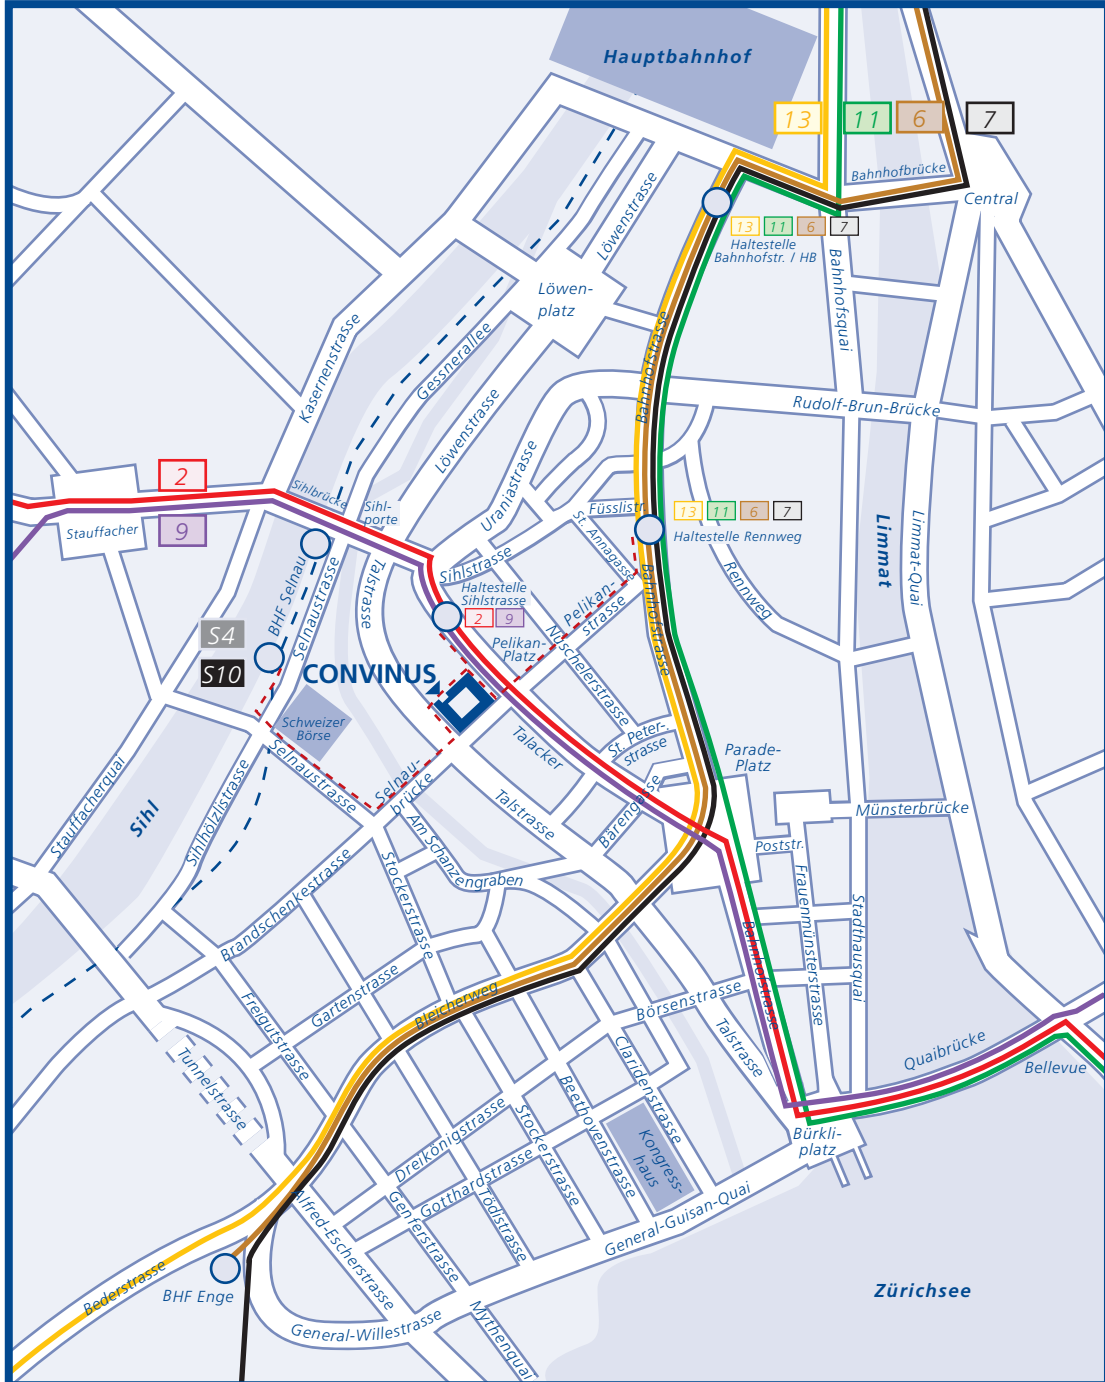 Hauptbahnhof
13
11
6
7
Bahnhofbrücke
Central
13
11
6
7
Haltestelle
Bahnhofstr. / HB
Löwenstrasse
Bahnhofsquai
Löwen-
platz
Kasernenstrasse
Gessnerallee
Bahnhofstrasse
Löwenstrasse
Rudolf-Brun-Brücke
Uraniastrasse
2
Sihlbrücke
Sihl-
porte
9
Stauffacher
Füsslistr.
13
11
6
7
Haltestelle Rennweg
St. Annagasse
Limmat
Limmat-Quai
BHF Selnau
Selnaustrasse
Talstrasse
Sihlstrasse
Haltestelle
Sihlstrasse
2
9
Pelikan-
strasse
Bahnhofstrasse
Rennweg
S4
S10
CONVINUS
Pelikan-
Platz
Nüschelerstrasse
Schweizer
Börse
Talacker
St. Peter-
strasse
Parade-
Platz
Selnaustrasse
Selnau-
brücke
Stauffacherquai
Sihl
Sihlhölzlistrasse
Talstrasse
Bärengasse
Münsterbrücke
Poststr.
Am Schanzengraben
Brandschenkestrasse
Stockerstrasse
Frauenmünsterstrasse
Stadthausquai
Bahnhofstrasse
Freigutstrasse
Gartenstrasse
Bleicherweg
Börsenstrasse
Talstrasse
Quaibrücke
Bellevue
Tunnelstrasse
Claridenstrasse
Beethovenstrasse
Dreikönigstrasse
Stockerstrasse
Kongress-
haus
Bürkli-
platz
Gotthardstrasse
Tödistrasse
Genferstrasse
Alfred-Escherstrasse
General-Guisan-Quai
Bederstrasse
BHF Enge
Zürichsee
General-Willestrasse
Mythenquai